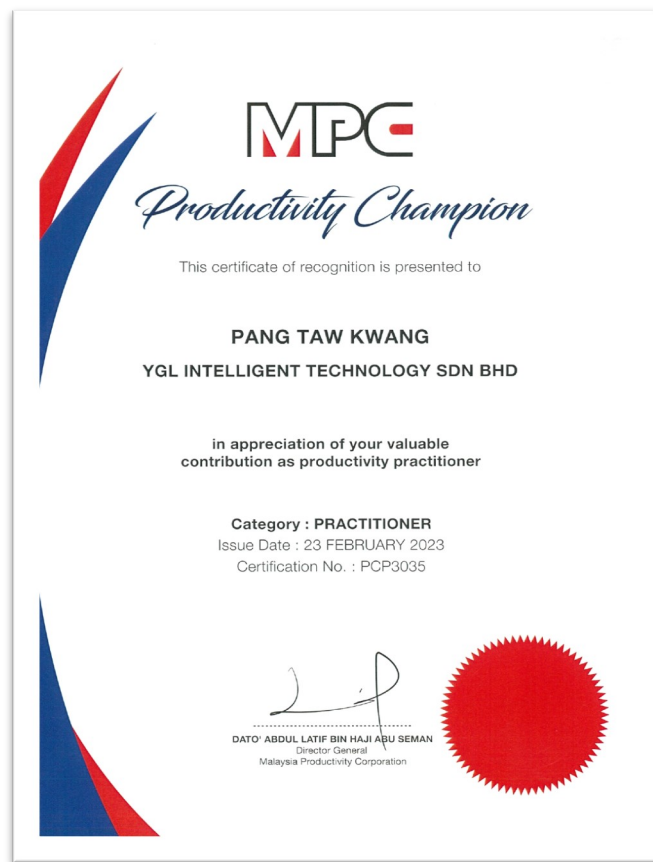 MPC
Productivity Champion
This certificate of recognition is presented to
PANG TAW KWANG
YGL INTELLIGENT TECHNOLOGY SDN BHD
in appreciation of your valuable
contribution as productivity practitioner
Category : PRACTITIONER
Issue Date : 23 FEBRUARY 2023
Certification No. : PCP3035
DATO' ABDUL LATIF BIN HAJI ABU SEMAN
Director General
Malaysia Productivity Corporation